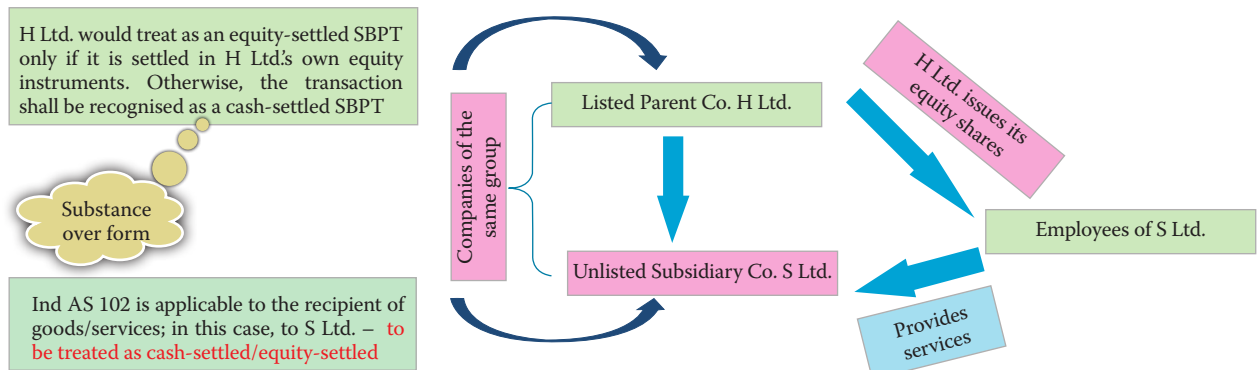 H Ltd. would treat as an equity-settled SBPT
only if it is settled in H Ltd.'s own equity
instruments. Otherwise, the transaction
shall be recognised as a cash-settled SBPT
Substance
over form
Ind AS 102 is applicable to the recipient of
goods/services; in this case, to S Ltd. – to
be treated as cash-settled/equity-settled
Companies of the
same group
Listed Parent Co. H Ltd.
Unlisted Subsidiary Co. S Ltd.
H Ltd. issues its
equity shares
Employees of S Ltd.
Provides
services